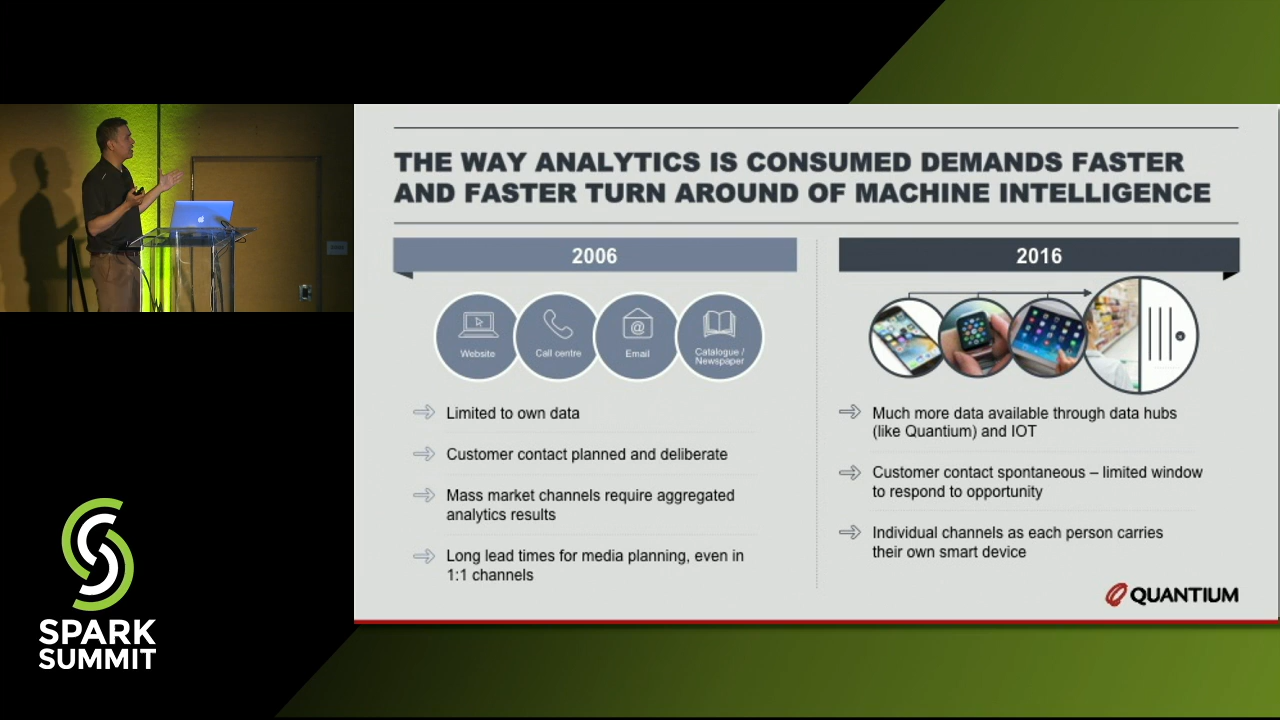 THE WAY ANALYTICS IS CONSUMED DEMANDS FASTER
AND FASTER TURN AROUND OF MACHINE INTELLIGENCE
2006
Website
Call centre
Email
Catalogue /
Newspaper
Limited to own data
Customer contact planned and deliberate
Mass market channels require aggregated
analytics results
Long lead times for media planning, even in
1:1 channels
2016
Much more data available through data hubs
(like Quantium) and IOT
Customer contact spontaneous – limited window
to respond to opportunity
Individual channels as each person carries
their own smart device
QUANTIUM
SPARK
SUMMIT